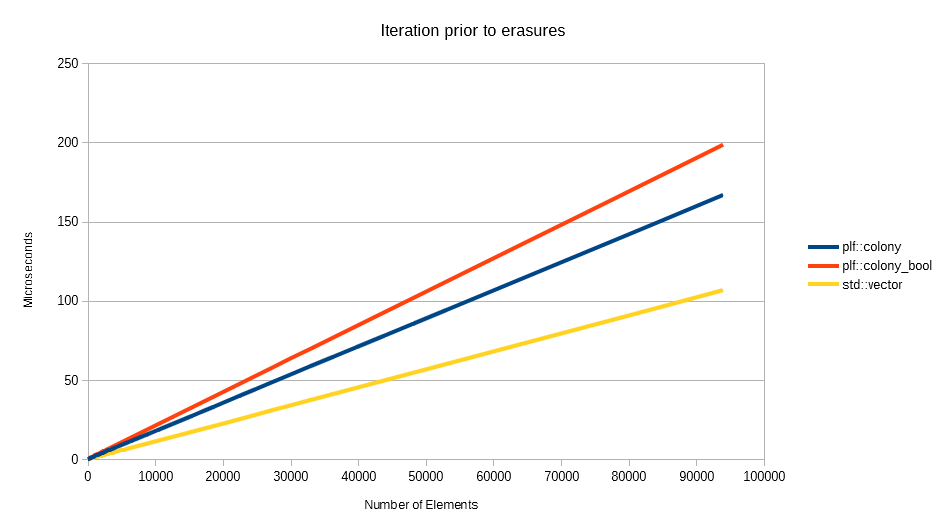 Iteration prior to erasures
250
200
150
100
50
0
Microseconds
0 10000 20000 30000 40000 50000 60000 70000 80000 90000 100000
Number of Elements
plf::colony
plf::colony_bool
std::vector